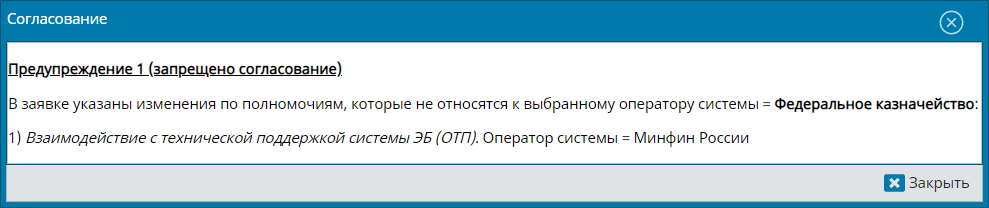 Согласование
Предупреждение 1 (запрещено согласование)
В заявке указаны изменения по полномочиям, которые не относятся к выбранному оператору системы = Федеральное казначейство:
1) Взаимодействие с технической поддержкой системы ЭБ (ОТП). Оператор системы = Минфин России
Закрыть